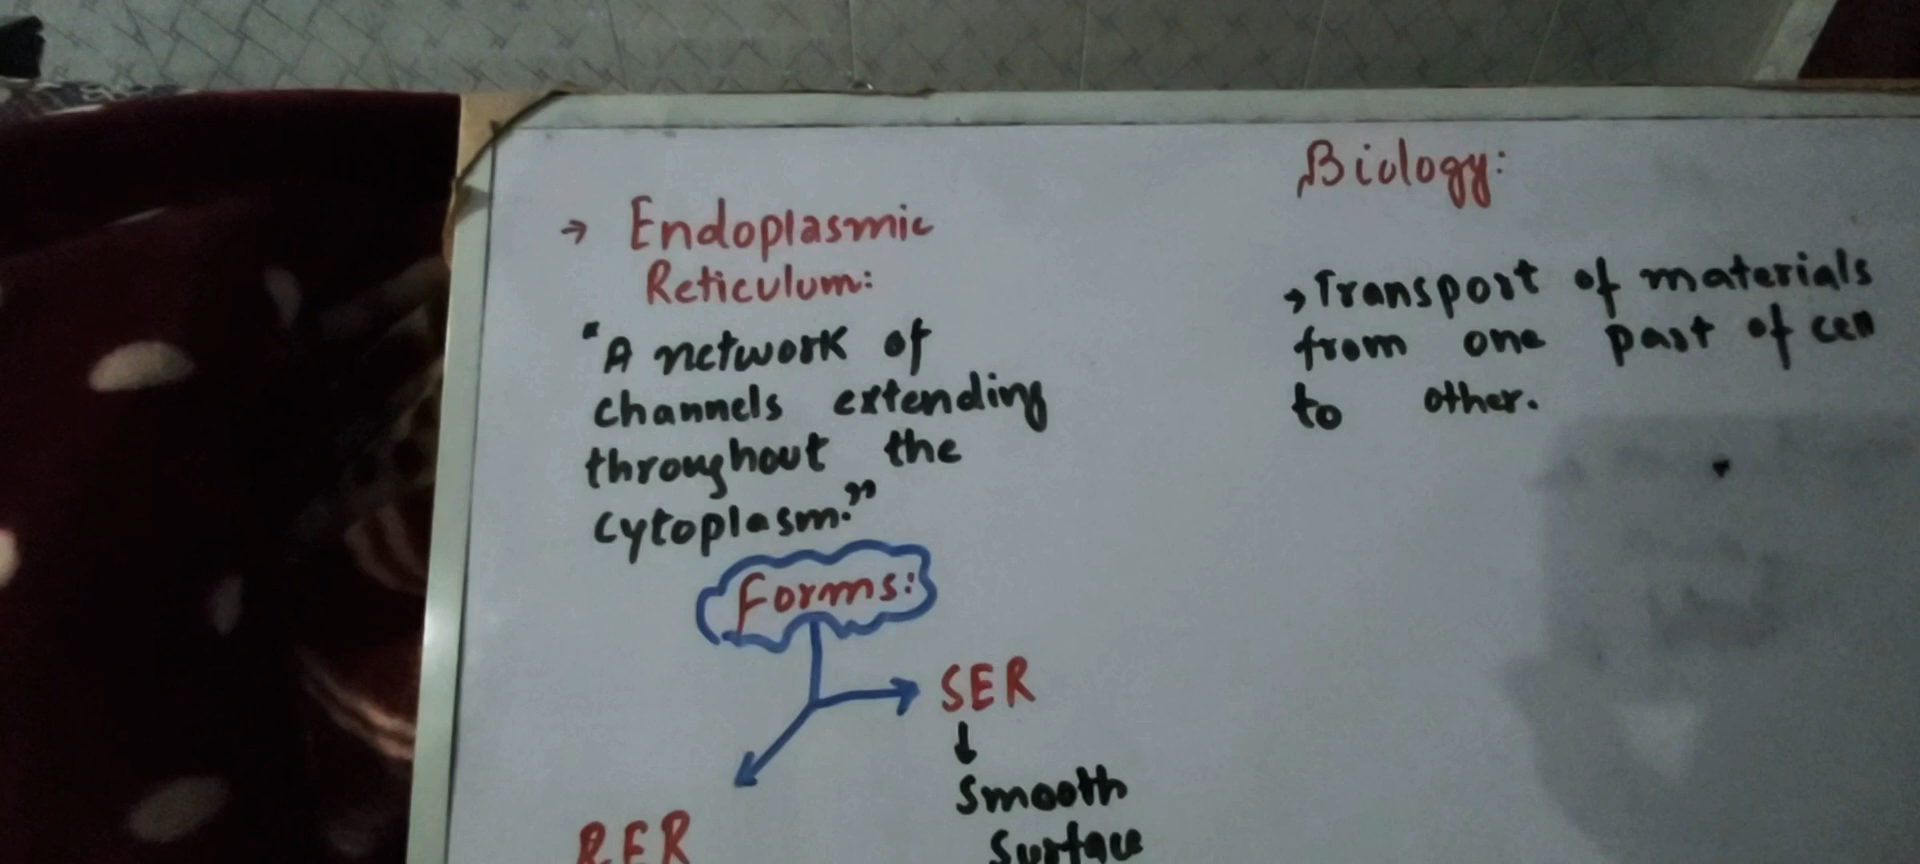 Biology:
→ Endoplasmic
Reticulum:
"A network of
channels extending
throughout the
cytoplasm."
Forms:
SER
↓
Smooth
Surface
RER
→ Transport of materials
from one part of cell
to other.